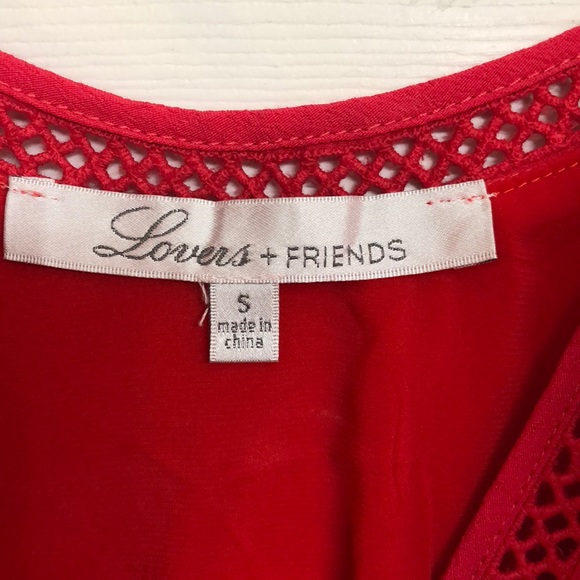 Lovers + FRIENDS
S
made in
china